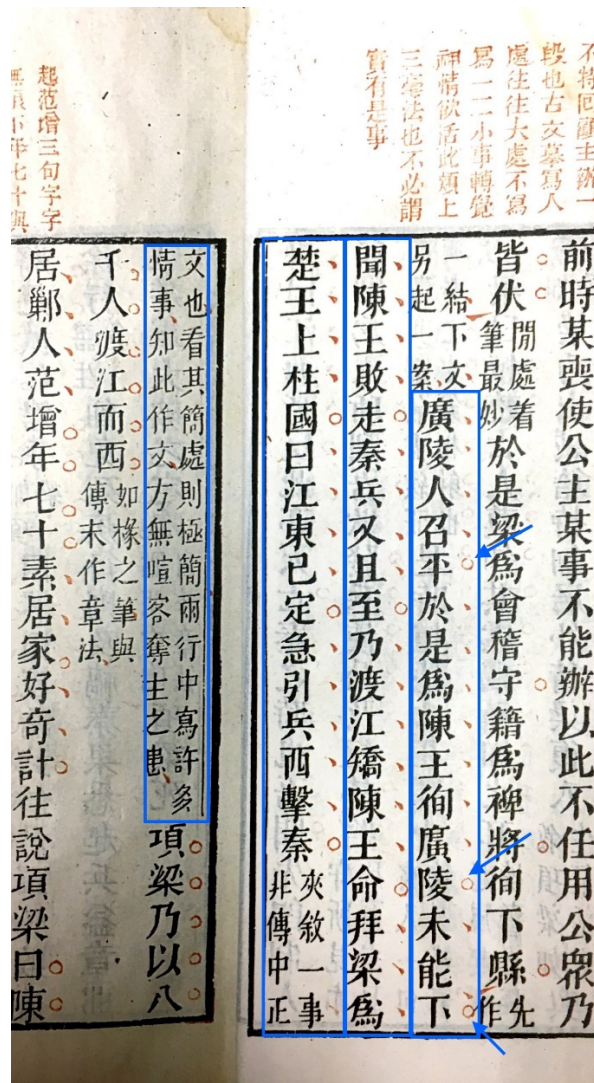 不特回顧主辦一
段也古文摹寫人
處往往大處不寫
寫一二小事轉覺
神情欲活此頰上
三毫法也不必謂
實有是事
前時某喪使公主某事不能辦以此不任用公衆乃
皆伏閒處着筆最妙於是梁爲會稽守籍爲裨將徇下縣先作
一結下文另起一案廣陵人召平於是爲陳王徇廣陵未能下
聞陳王敗走秦兵又且至乃渡江矯陳王命拜梁爲
楚王上柱國曰江東已定急引兵西擊秦夾敘一事非傳中正
起范增三句字字
下年七十與
文也看其簡處則極簡兩行中寫許多情事知此作文方無喧客奪主之患項梁乃以八
千人渡江而西如椽之筆與傳末作章法
居鄛人范增年七十素居家好奇計往說項梁曰陳